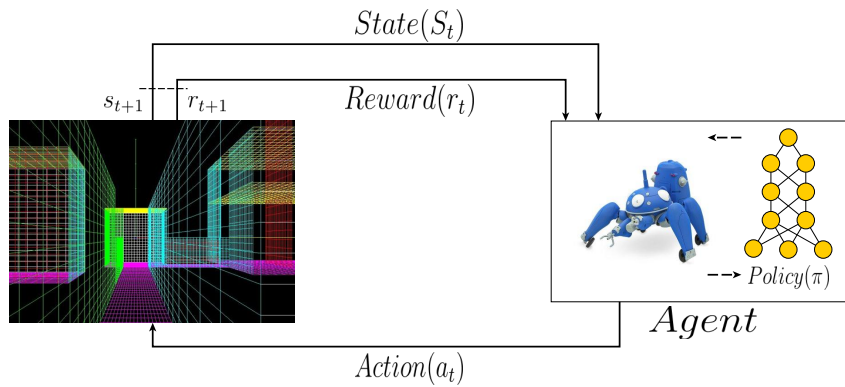 State(S_t)
s_{t+1}
r_{t+1}
Reward(r_t)
Policy(π)
Agent
Action(a_t)